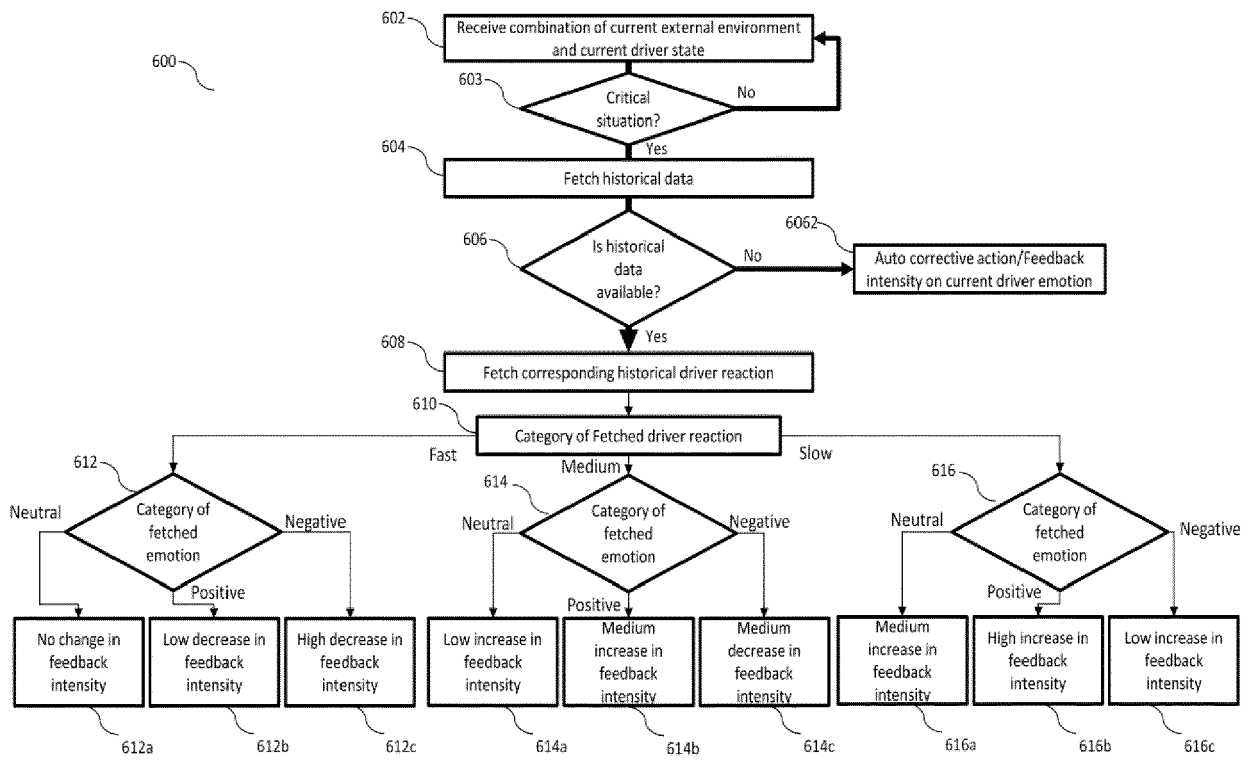 602
Receive combination of current external environment
and current driver state
600
603
Critical
situation?
No
Yes
604
Fetch historical data
606
Is historical
data
available?
No
6062
Auto corrective action/Feedback
intensity on current driver emotion
Yes
608
Fetch corresponding historical driver reaction
610
Category of Fetched driver reaction
Fast
Medium
Slow
612
Category of
fetched
emotion
Neutral
Negative
Positive
614
Category of
fetched
emotion
Neutral
Negative
Positive
616
Category of
fetched
emotion
Neutral
Negative
Positive
No change in
feedback
intensity
Low decrease in
feedback
intensity
High decrease in
feedback
intensity
Low increase in
feedback
intensity
Medium
increase in
feedback
intensity
Medium
decrease in
feedback
intensity
Medium
increase in
feedback
intensity
High increase in
feedback
intensity
Low increase in
feedback
intensity
612a
612b
612c
614a
614b
614c
616a
616b
616c